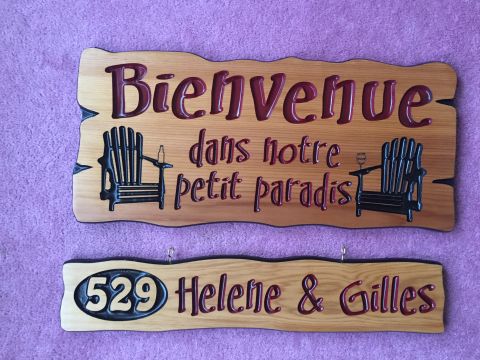 Bienvenue
dans notre
petit paradis
529 Helene & Gilles